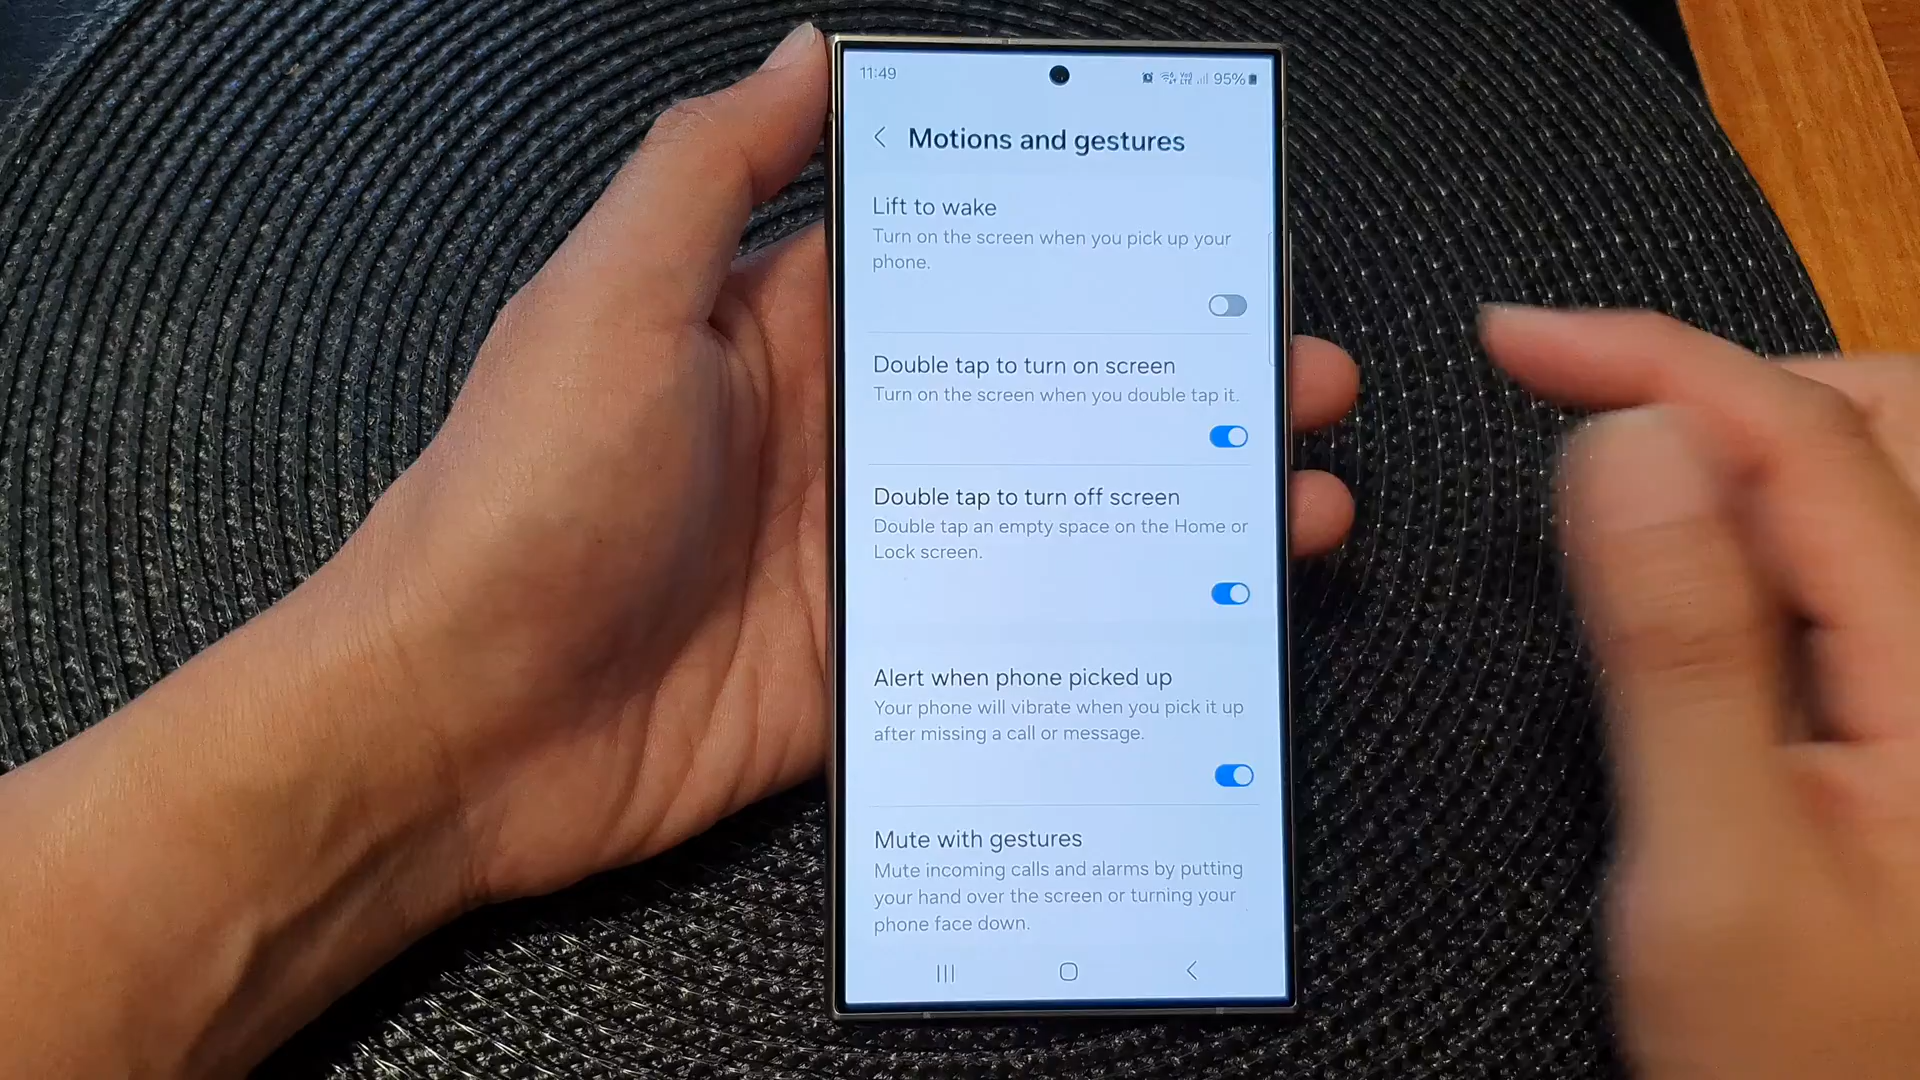 11:49
95%
Motions and gestures
Lift to wake
Turn on the screen when you pick up your
phone.
Double tap to turn on screen
Turn on the screen when you double tap it.
Double tap to turn off screen
Double tap an empty space on the Home or
Lock screen.
Alert when phone picked up
Your phone will vibrate when you pick it up
after missing a call or message.
Mute with gestures
Mute incoming calls and alarms by putting
your hand over the screen or turning your
phone face down.